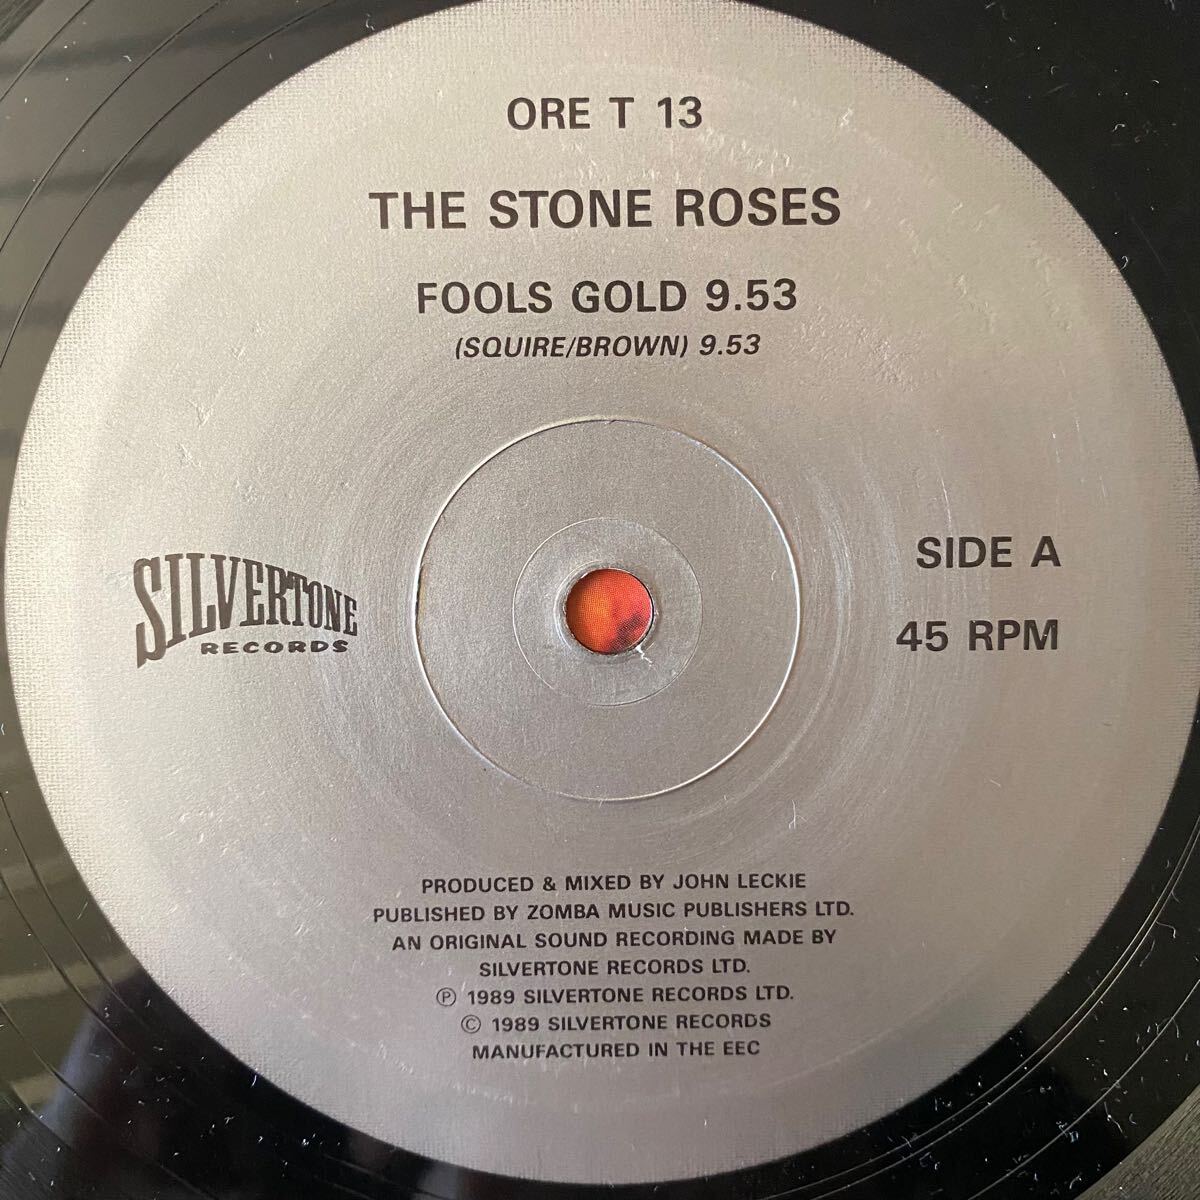 ORE T 13
THE STONE ROSES
FOOLS GOLD 9.53
(SQUIRE/BROWN) 9.53
SILVERTONE
RECORDS
SIDE A
45 RPM
PRODUCED & MIXED BY JOHN LECKIE
PUBLISHED BY ZOMBA MUSIC PUBLISHERS LTD.
AN ORIGINAL SOUND RECORDING MADE BY
SILVERTONE RECORDS LTD.
Ⓟ 1989 SILVERTONE RECORDS LTD.
© 1989 SILVERTONE RECORDS
MANUFACTURED IN THE EEC